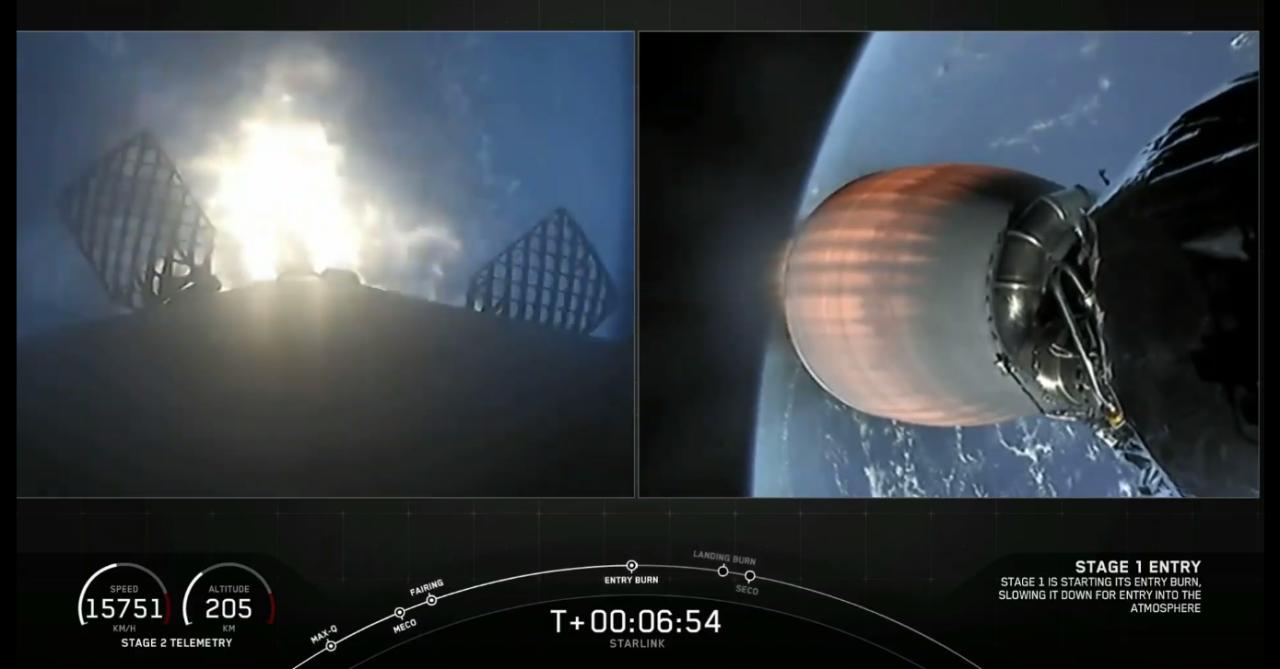 SPEED
15751
KM/H
ALTITUDE
205
KM
STAGE 2 TELEMETRY
MAX-Q
MECO
FAIRING
ENTRY BURN
LANDING BURN
SECO
T+00:06:54
STARLINK
STAGE 1 ENTRY
STAGE 1 IS STARTING ITS ENTRY BURN,
SLOWING IT DOWN FOR ENTRY INTO THE
ATMOSPHERE